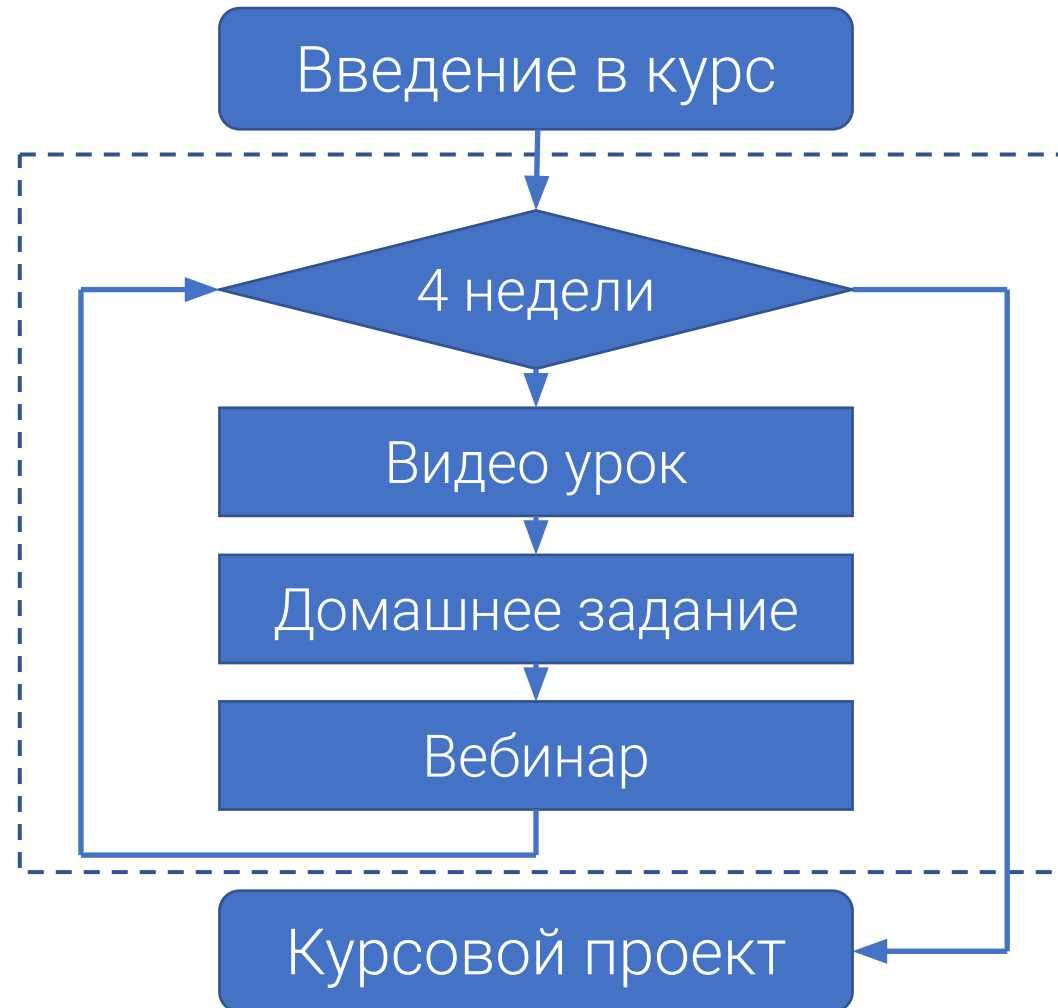 Введение в курс
4 недели
Видео урок
Домашнее задание
Вебинар
Курсовой проект